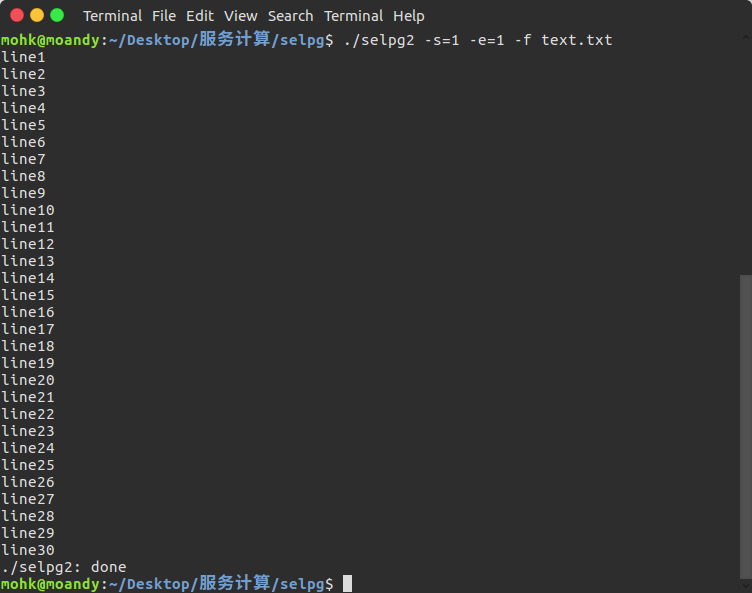 Terminal File Edit View Search Terminal Help
mohk@moandy:~/Desktop/服务计算/selpg$ ./selpg2 -s=1 -e=1 -f text.txt
line1
line2
line3
line4
line5
line6
line7
line8
line9
line10
line11
line12
line13
line14
line15
line16
line17
line18
line19
line20
line21
line22
line23
line24
line25
line26
line27
line28
line29
line30
./selpg2: done
mohk@moandy:~/Desktop/服务计算/selpg$